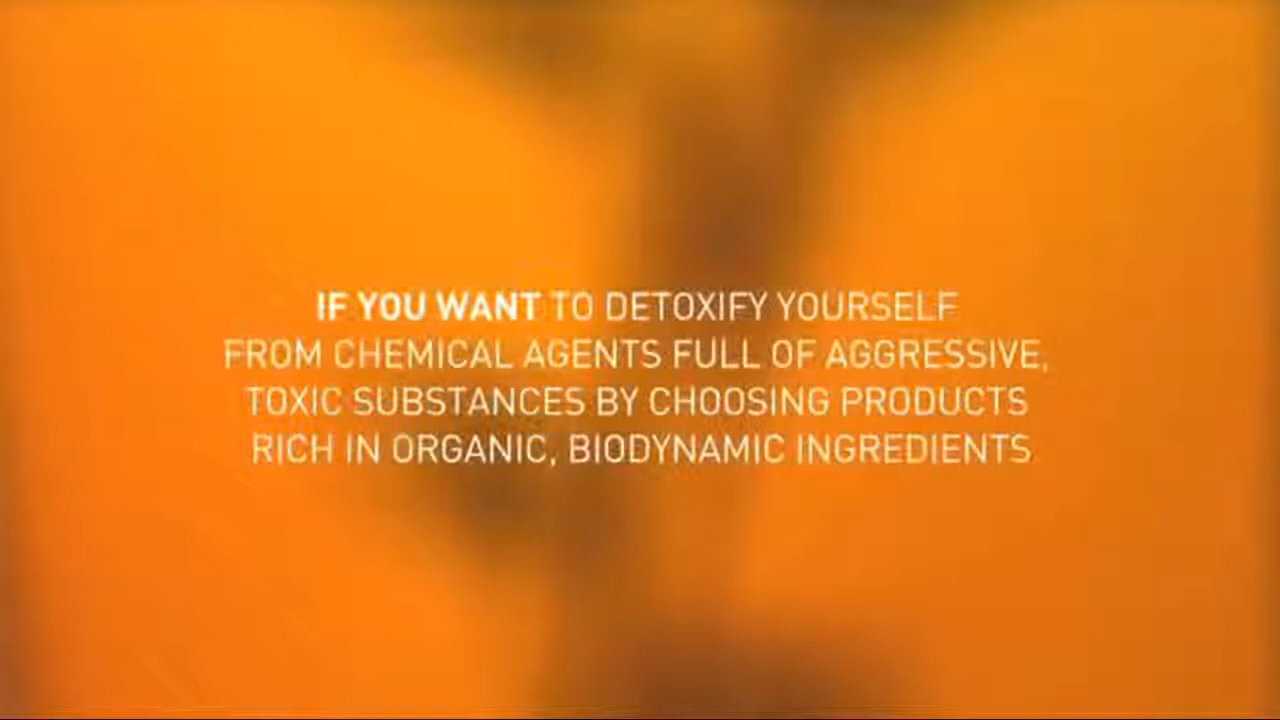 IF YOU WANT TO DETOXIFY YOURSELF
FROM CHEMICAL AGENTS FULL OF AGGRESSIVE,
TOXIC SUBSTANCES BY CHOOSING PRODUCTS
RICH IN ORGANIC, BIODYNAMIC INGREDIENTS